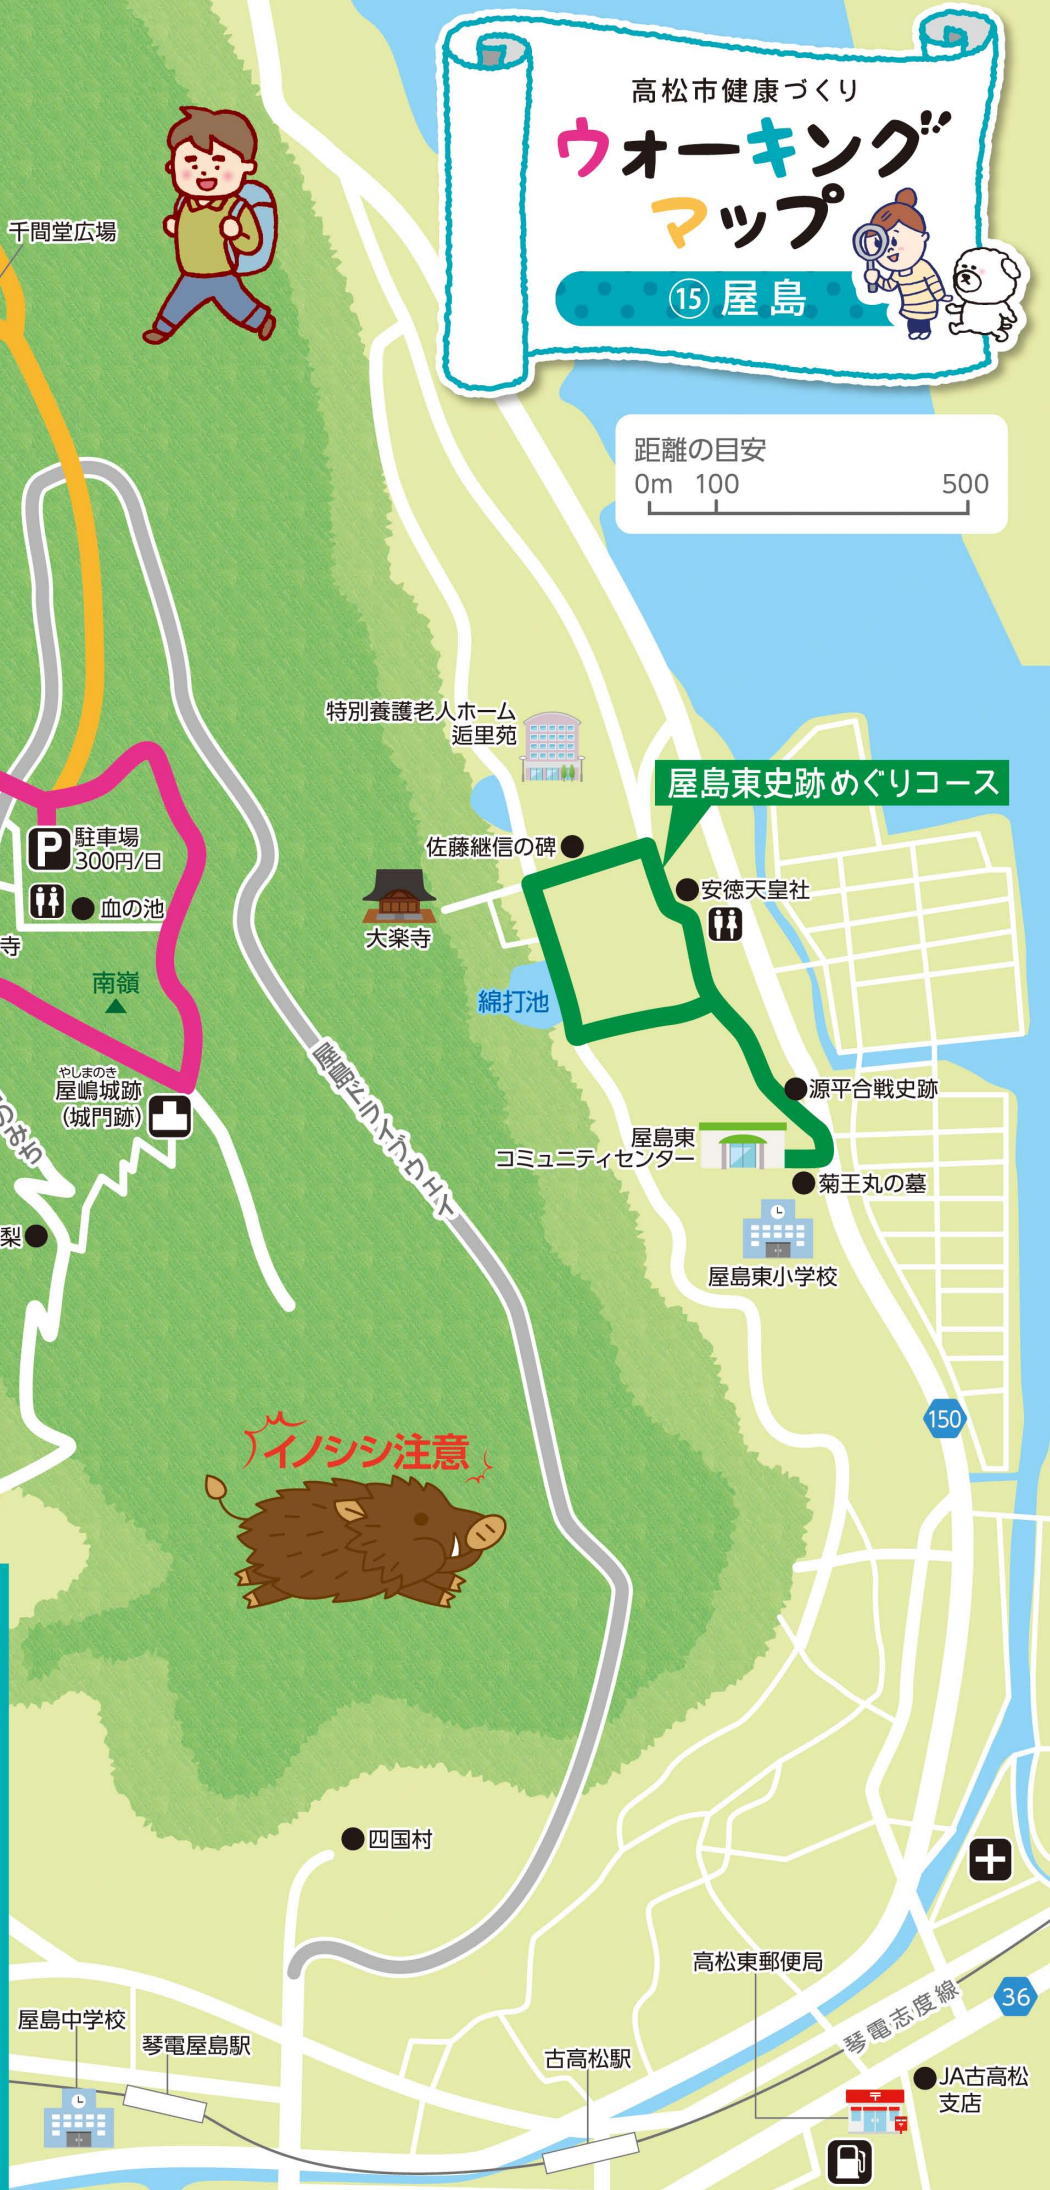 高松市健康づくり
ウォーキング
マップ
⑮屋島
距離の目安
0m 100 500
千間堂広場
特別養護老人ホーム
逅里苑
屋島東史跡めぐりコース
佐藤継信の碑
安徳天皇社
大楽寺
綿打池
P 駐車場
300円/日
血の池
寺
南嶺
やしまのき
屋嶋城跡
(城門跡)
のみち
梨
屋島ドライブウェイ
源平合戦史跡
屋島東
コミュニティセンター
菊王丸の墓
屋島東小学校
150
イノシシ注意
四国村
高松東郵便局
36
琴電志度線
屋島中学校
琴電屋島駅
古高松駅
JA古高松
支店